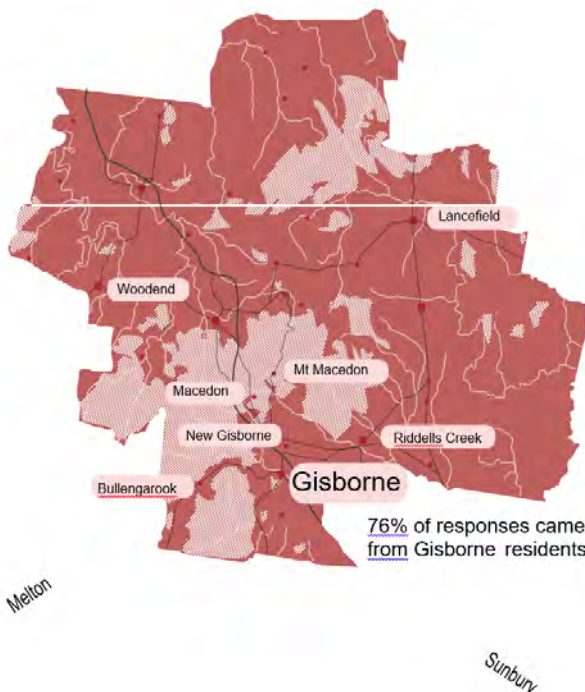 Lancefield
Woodend
Mt Macedon
Macedon
New Gisborne
Riddells Creek
Bullengarook
Gisborne
76% of responses came
from Gisborne residents
Melton
Sunbury